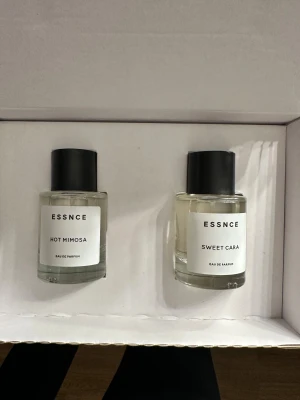 ESSNCE
HOT MIMOSA
EAU DE PARFUM
ESSNCE
SWEET CARA
EAU DE PARFUM